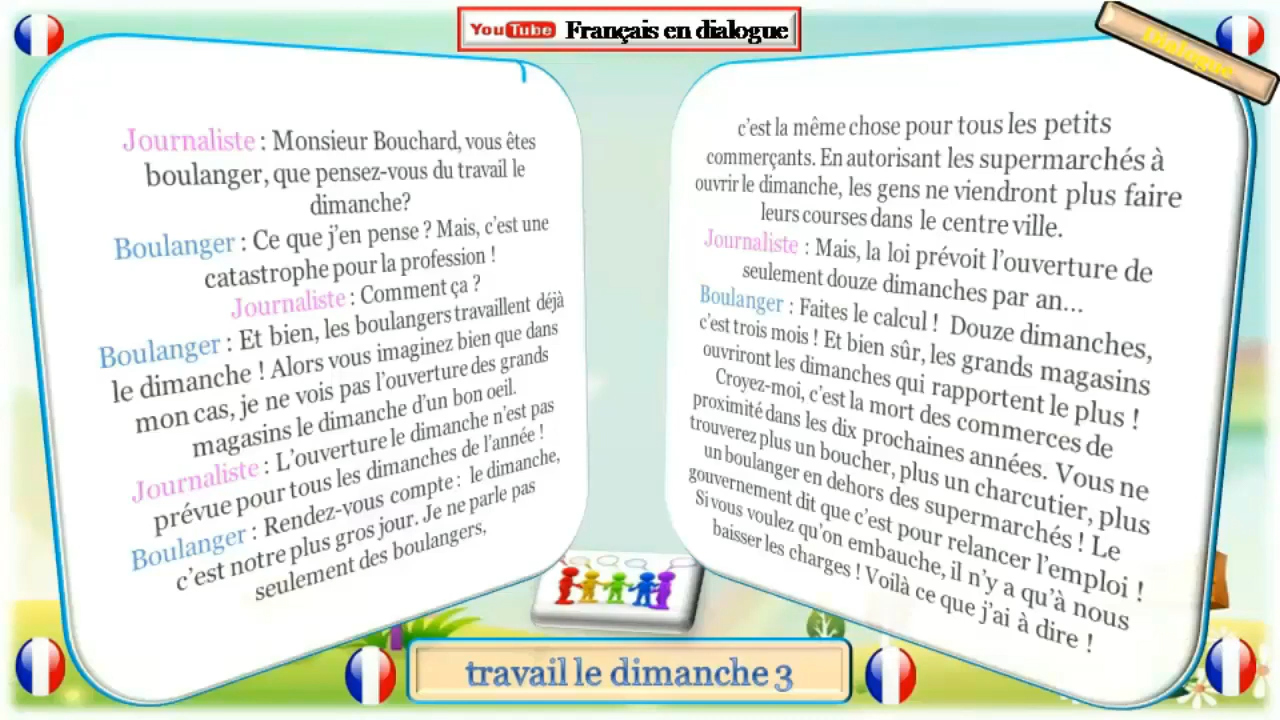 YouTube Français en dialogue
Dialogue
Journaliste : Monsieur Bouchard, vous êtes
boulanger, que pensez-vous du travail le
dimanche?
Boulanger : Ce que j'en pense ? Mais, c'est une
catastrophe pour la profession !
Journaliste : Comment ça ?
Boulanger : Et bien, les boulangers travaillent déjà
le dimanche ! Alors vous imaginez bien que dans
mon cas, je ne vois pas l'ouverture des grands
magasins le dimanche d'un bon oeil.
Journaliste : L'ouverture le dimanche n'est pas
prévue pour tous les dimanches de l'année !
Boulanger : Rendez-vous compte : le dimanche,
c'est notre plus gros jour. Je ne parle pas
seulement des boulangers,
c'est la même chose pour tous les petits
commerçants. En autorisant les supermarchés à
ouvrir le dimanche, les gens ne viendront plus faire
leurs courses dans le centre ville.
Journaliste : Mais, la loi prévoit l'ouverture de
seulement douze dimanches par an...
Boulanger : Faites le calcul ! Douze dimanches,
c'est trois mois ! Et bien sûr, les grands magasins
ouvriront les dimanches qui rapportent le plus !
Croyez-moi, c'est la mort des commerces de
proximité dans les dix prochaines années. Vous ne
trouverez plus un boucher, plus un charcutier, plus
un boulanger en dehors des supermarchés ! Le
gouvernement dit que c'est pour relancer l'emploi !
Si vous voulez qu'on embauche, il n'y a qu'à nous
baisser les charges ! Voilà ce que j'ai à dire !
travail le dimanche 3